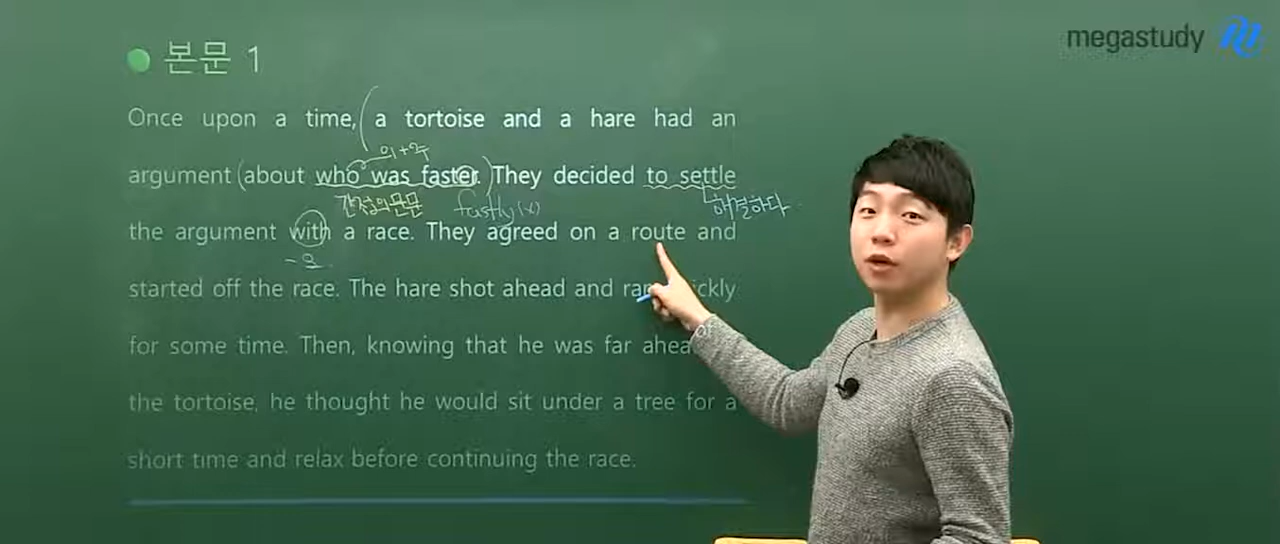 megastudy
본문 1
Once upon a time, (a tortoise and a hare had an
의+주
argument (about who was faster.) They decided to settle
간접의문문 fastly(x) 해결하다
the argument with a race. They agreed on a route and
~로
started off the race. The hare shot ahead and ran quickly
for some time. Then, knowing that he was far
the tortoise, he thought he would sit under a tree for a
short time and relax before continuing the race.